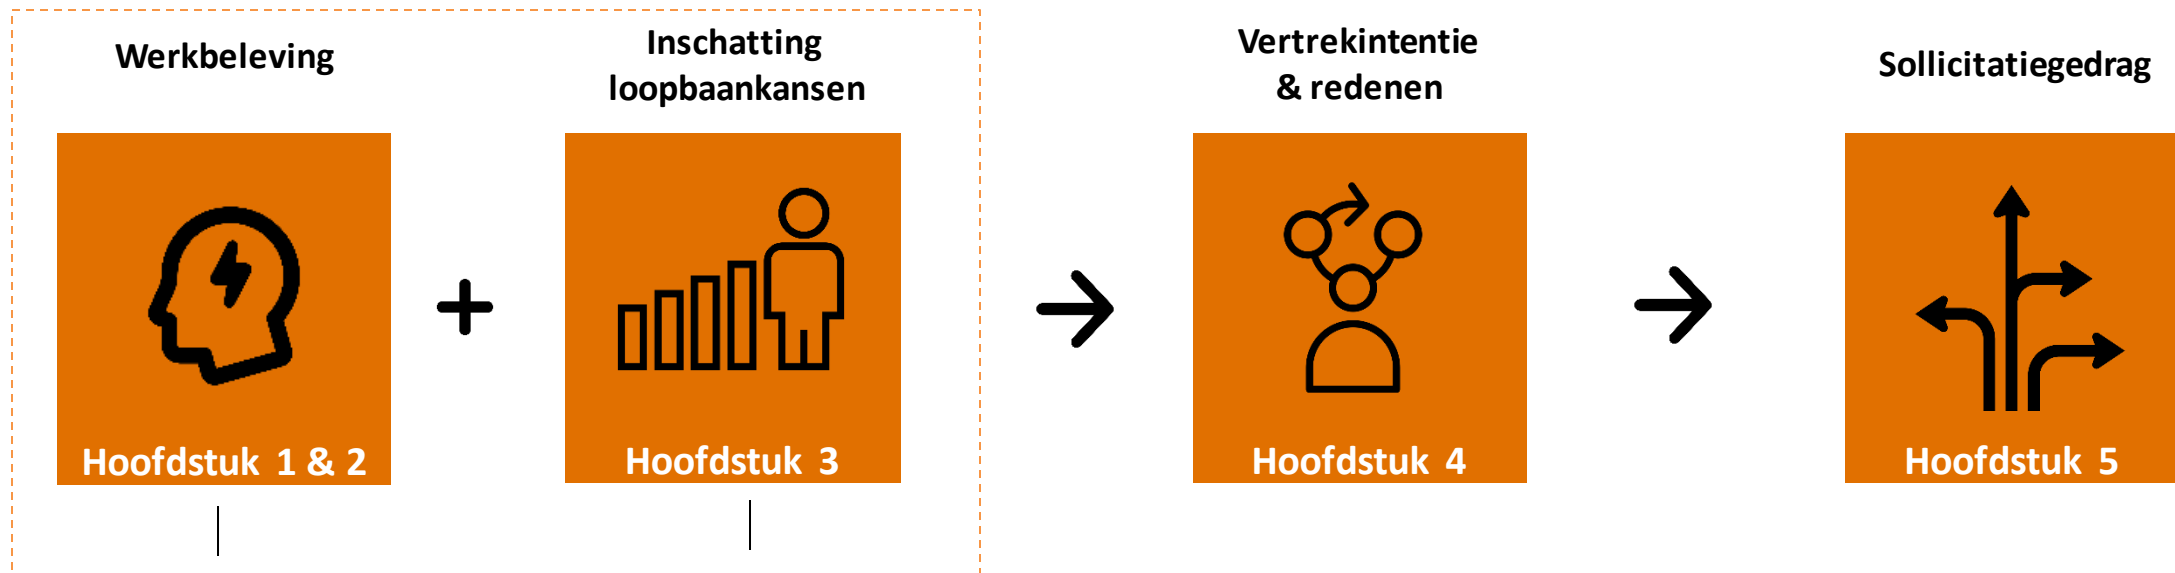 Werkbeleving
Inschatting
loopbaankansen
Vertrekintentie
& redenen
Sollicitatiegedrag
Hoofdstuk 1 & 2
Hoofdstuk 3
Hoofdstuk 4
Hoofdstuk 5